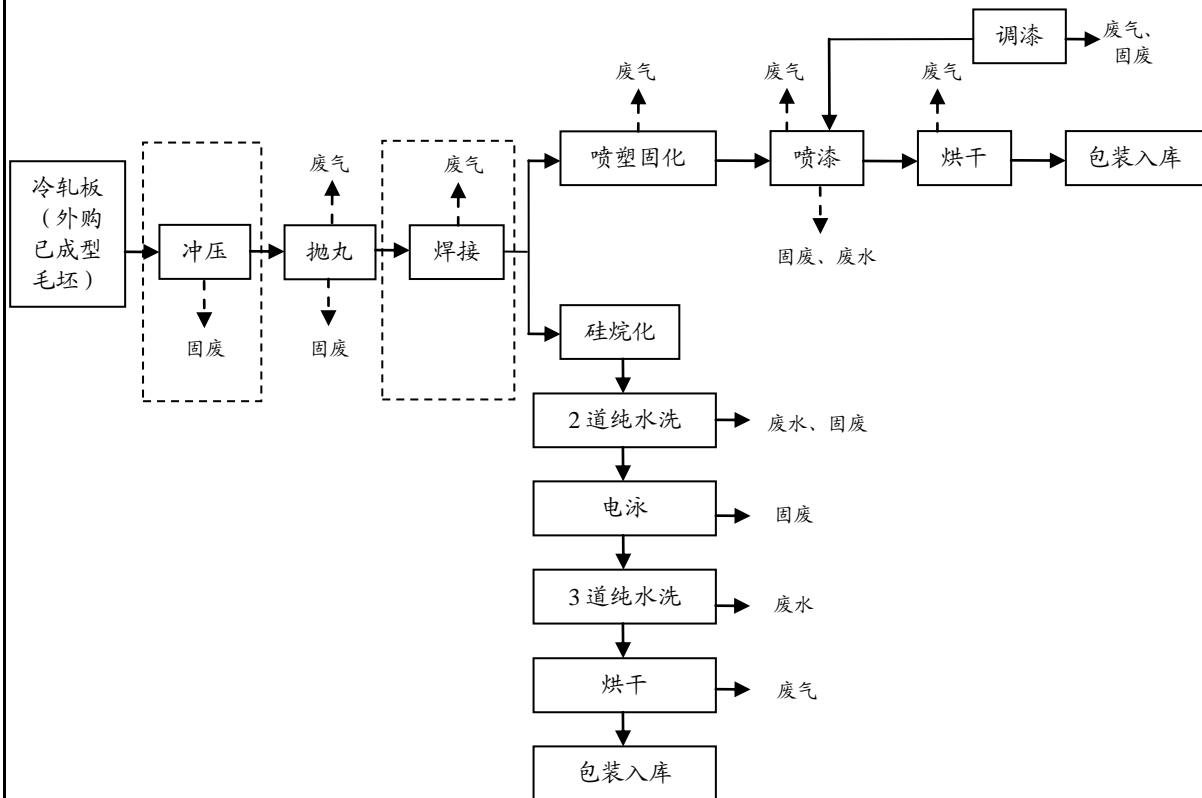 调漆
废气、
固废
废气
废气
废气
喷塑固化
喷漆
烘干
包装入库
固废、废水
冷轧板
（外购
已成型
毛坯）
冲压
固废
废气
抛丸
固废
废气
焊接
硅烷化
2道纯水洗
废水、固废
电泳
固废
3道纯水洗
废水
烘干
废气
包装入库